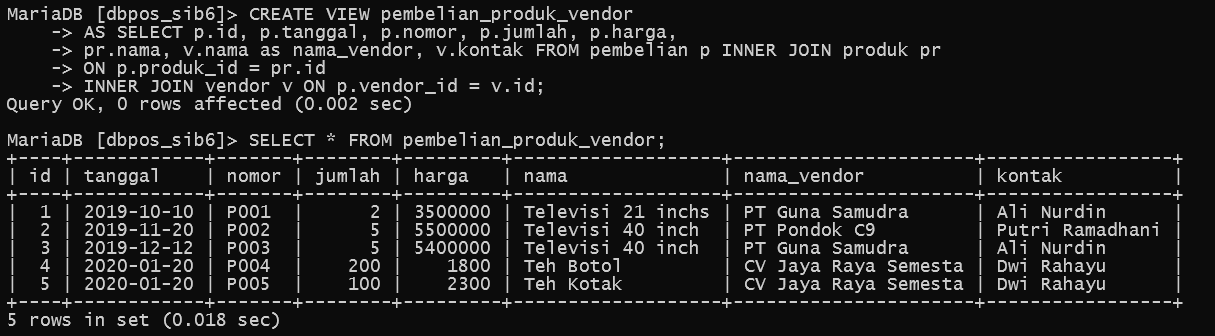 MariaDB [dbpos_sib6]> CREATE VIEW pembelian_produk_vendor
    -> AS SELECT p.id, p.tanggal, p.nomor, p.jumlah, p.harga,
    -> pr.nama, v.nama as nama_vendor, v.kontak FROM pembelian p INNER JOIN produk pr
    -> ON p.produk_id = pr.id
    -> INNER JOIN vendor v ON p.vendor_id = v.id;
Query OK, 0 rows affected (0.002 sec)

MariaDB [dbpos_sib6]> SELECT * FROM pembelian_produk_vendor;
+----+------------+-------+--------+---------+--------------------+----------------------+-----------------+
| id | tanggal    | nomor | jumlah | harga   | nama               | nama_vendor          | kontak          |
+----+------------+-------+--------+---------+--------------------+----------------------+-----------------+
|  1 | 2019-10-10 | P001  |      2 | 3500000 | Televisi 21 inchs  | PT Guna Samudra      | Ali Nurdin      |
|  2 | 2019-11-20 | P002  |      5 | 5500000 | Televisi 40 inch   | PT Pondok C9         | Putri Ramadhani |
|  3 | 2019-12-12 | P003  |      5 | 5400000 | Televisi 40 inch   | PT Guna Samudra      | Ali Nurdin      |
|  4 | 2020-01-20 | P004  |    200 |    1800 | Teh Botol          | CV Jaya Raya Semesta | Dwi Rahayu      |
|  5 | 2020-01-20 | P005  |    100 |    2300 | Teh Kotak          | CV Jaya Raya Semesta | Dwi Rahayu      |
+----+------------+-------+--------+---------+--------------------+----------------------+-----------------+
5 rows in set (0.018 sec)